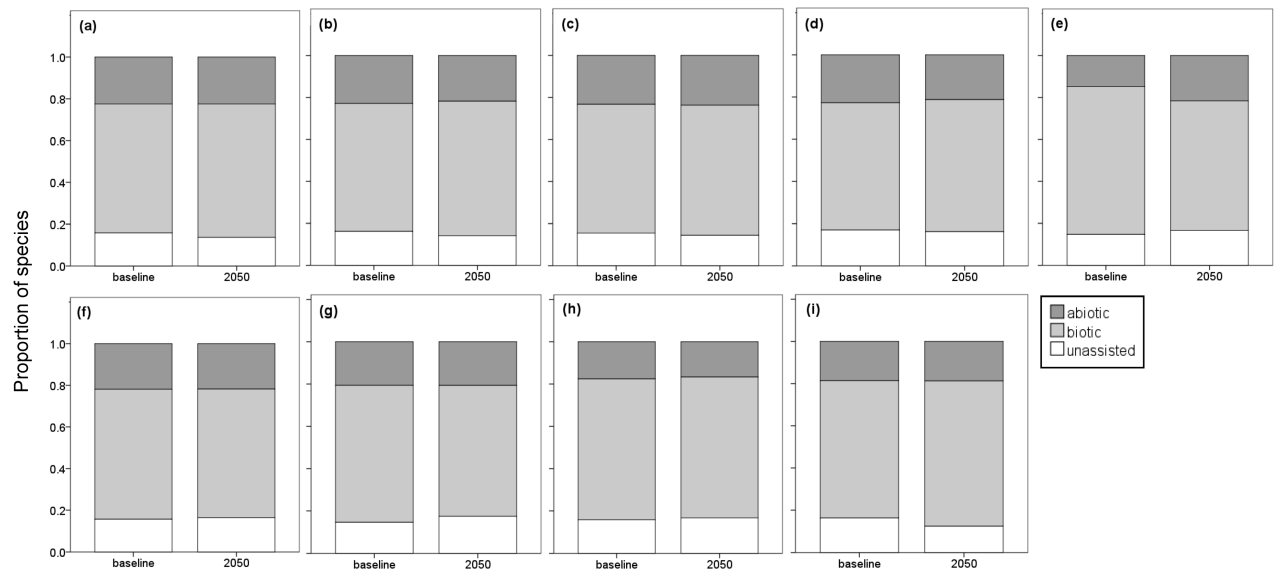 Proportion of species
(a)
1.0
0.8
0.6
0.4
0.2
0.0
baseline 2050
(b)
baseline 2050
(c)
baseline 2050
(d)
baseline 2050
(e)
baseline 2050
(f)
1.0
0.8
0.6
0.4
0.2
0.0
baseline 2050
(g)
baseline 2050
(h)
baseline 2050
(i)
baseline 2050
abiotic
biotic
unassisted